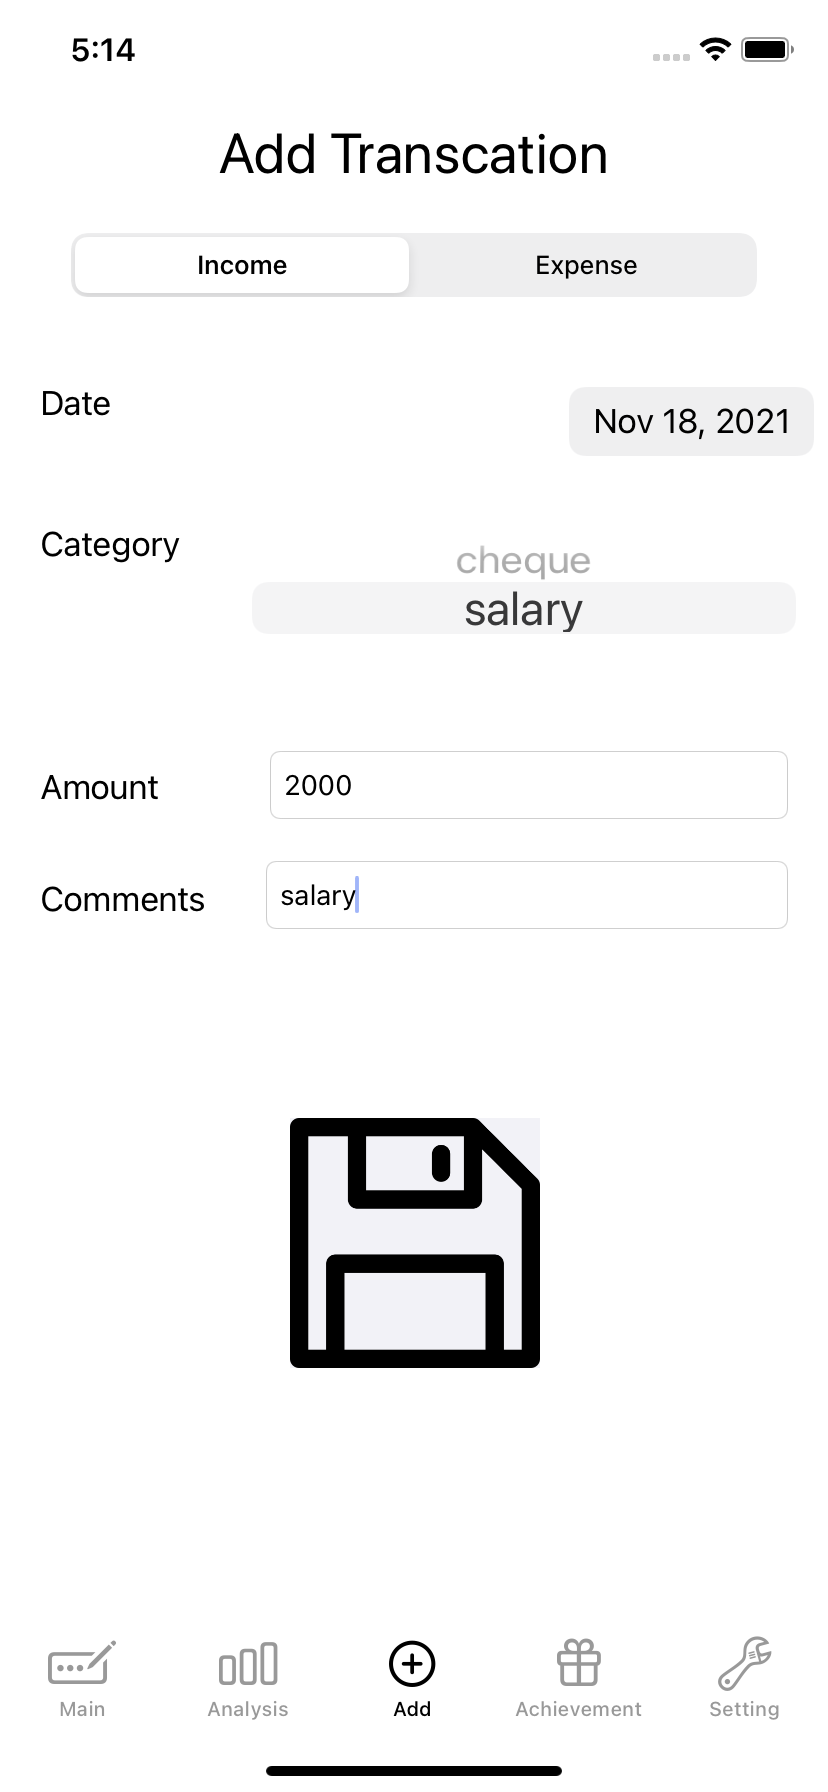 5:14
Add Transcation
Income Expense
Date Nov 18, 2021
Category
cheque
salary
Amount 2000
Comments salary
Main Analysis Add Achievement Setting